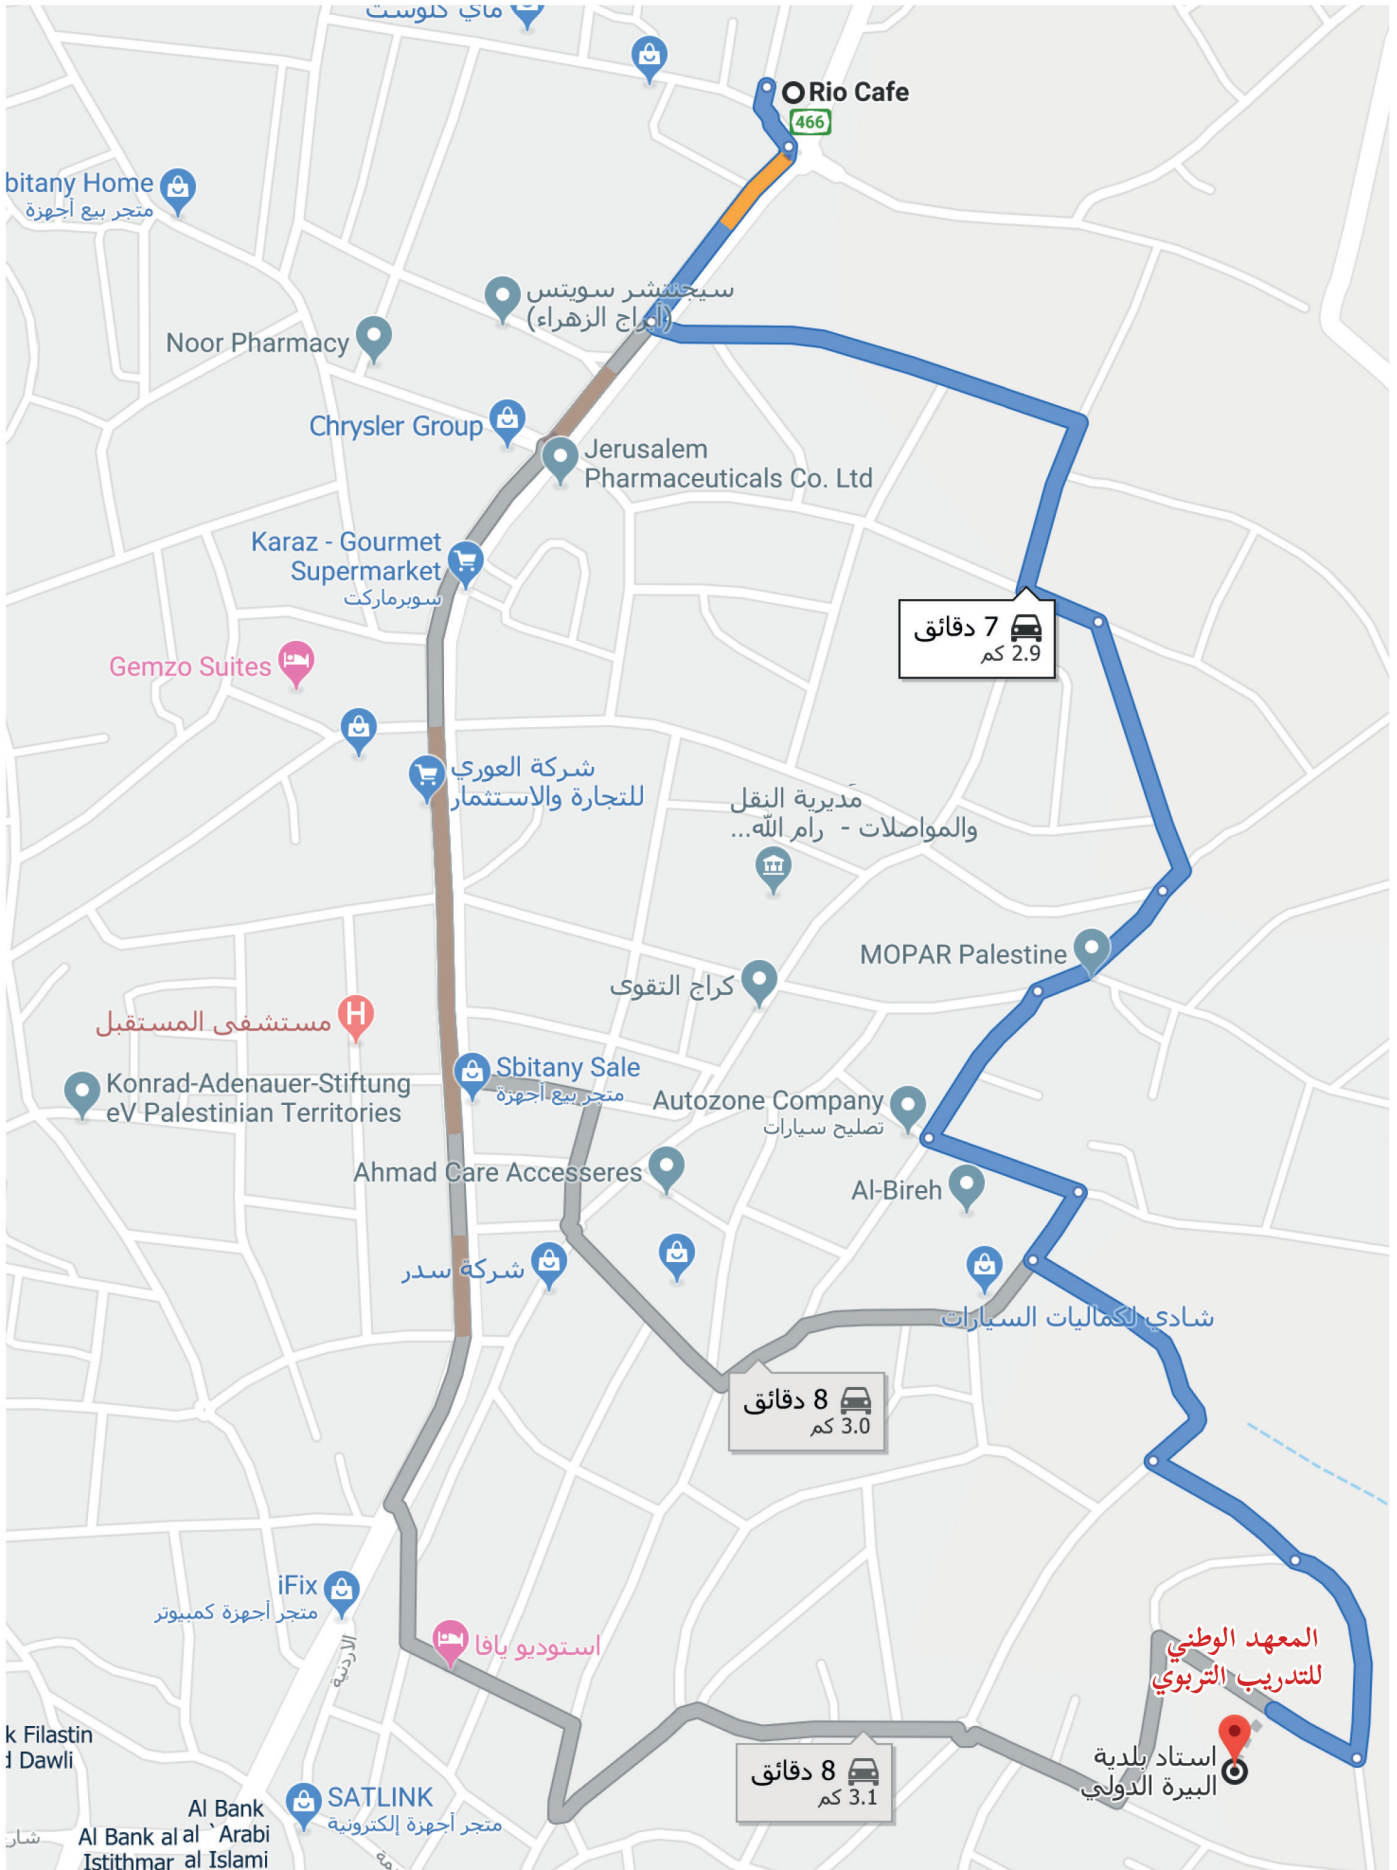 ماي كلوست
Rio Cafe
466
bitany Home
متجر بيع أجهزة
سيجنتشر سويتس
(أبراج الزهراء)
Noor Pharmacy
Chrysler Group
Jerusalem
Pharmaceuticals Co. Ltd
Karaz - Gourmet
Supermarket
سوبرماركت
7 دقائق
2.9 كم
Gemzo Suites
شركة العوري
للتجارة والاستثمار
مديرية النقل
والمواصلات - رام الله...
MOPAR Palestine
كراج التقوى
مستشفى المستقبل
Sbitany Sale
متجر بيع أجهزة
Konrad-Adenauer-Stiftung
eV Palestinian Territories
Autozone Company
تصليح سيارات
Ahmad Care Accesseres
Al-Bireh
شركة سدر
شادي لكماليات السيارات
8 دقائق
3.0 كم
iFix
متجر أجهزة كمبيوتر
الاردنية
استوديو يافا
المعهد الوطني
للتدريب التربوي
k Filastin
d Dawli
استاد بلدية
البيرة الدولي
8 دقائق
3.1 كم
SATLINK
متجر أجهزة إلكترونية
Al Bank
al `Arabi
al Islami
Al Bank al
Istithmar
شار